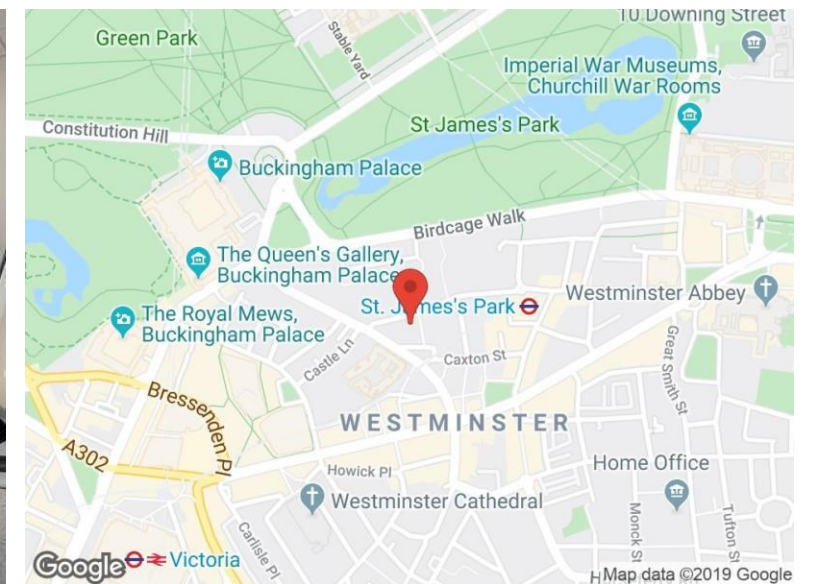 10 Downing Street
Green Park
Stable Yard
Imperial War Museums,
Churchill War Rooms
Constitution Hill
St James's Park
Buckingham Palace
Birdcage Walk
The Queen's Gallery,
Buckingham Palace
St. James's Park
Westminster Abbey
The Royal Mews,
Buckingham Palace
Castle Ln
Caxton St
Great Smith St
Bressenden Pl
WESTMINSTER
A302
Howick Pl
Home Office
Westminster Cathedral
Carlisle Pl
Monck St
Tufton St
Google
Victoria
Map data ©2019 Google